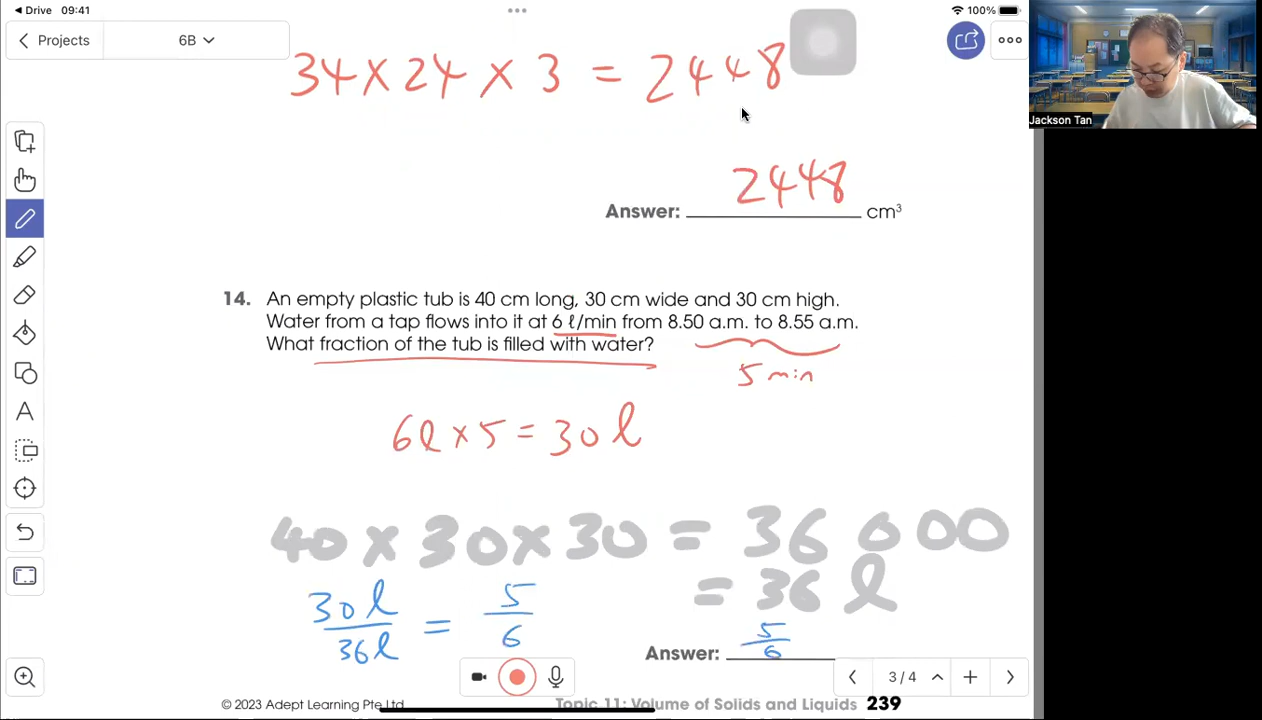 Drive 09:41
100%
Projects
6B
Jackson Tan
34 x 24 x 3 = 2448
2448
Answer: cm³
14. An empty plastic tub is 40 cm long, 30 cm wide and 30 cm high.
Water from a tap flows into it at 6 ℓ/min from 8.50 a.m. to 8.55 a.m.
What fraction of the tub is filled with water?
5 min
6l x 5 = 30 l
40 x 30 x 30 = 36 000
= 36 l
30l/36l = 5/6
Answer: 5/6
A
3 / 4
© 2023 Adept Learning Pte Ltd Topic 11: Volume of Solids and Liquids 239